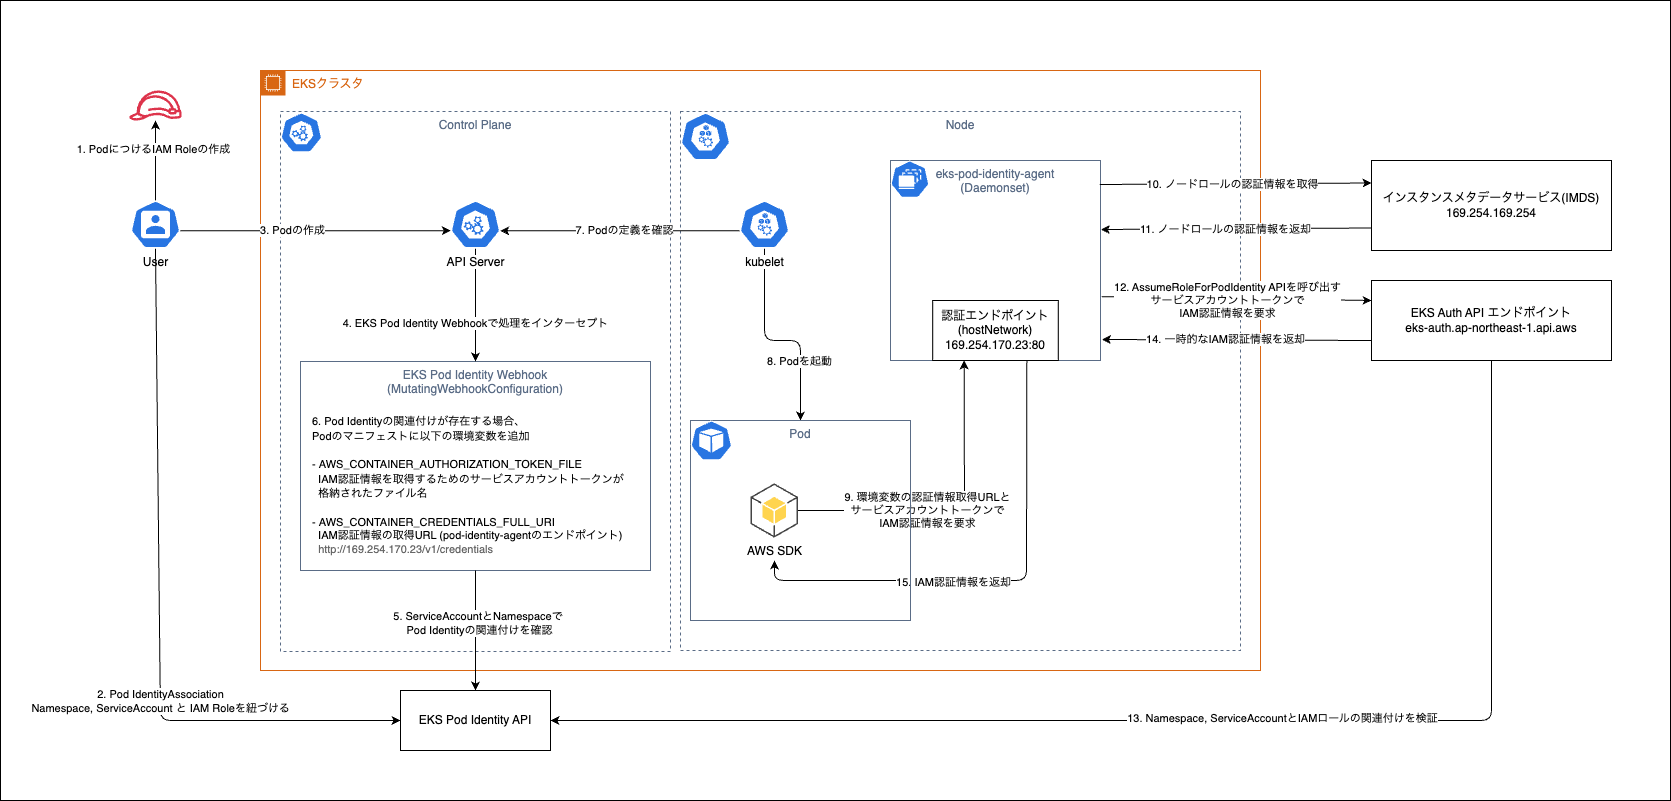 EKSクラスタ
Control Plane
Node
1. PodにつけるIAM Roleの作成
User
3. Podの作成
API Server
7. Podの定義を確認
kubelet
4. EKS Pod Identity Webhookで処理をインターセプト
EKS Pod Identity Webhook
(MutatingWebhookConfiguration)
6. Pod Identityの関連付けが存在する場合、
Podのマニフェストに以下の環境変数を追加
- AWS_CONTAINER_AUTHORIZATION_TOKEN_FILE
IAM認証情報を取得するためのサービスアカウントトークンが
格納されたファイル名
- AWS_CONTAINER_CREDENTIALS_FULL_URI
IAM認証情報の取得URL (pod-identity-agentのエンドポイント)
http://169.254.170.23/v1/credentials
5. ServiceAccountとNamespaceで
Pod Identityの関連付けを確認
2. Pod IdentityAssociation
Namespace, ServiceAccount と IAM Roleを紐づける
EKS Pod Identity API
8. Podを起動
Pod
AWS SDK
9. 環境変数の認証情報取得URLと
サービスアカウントトークンで
IAM認証情報を要求
15. IAM認証情報を返却
eks-pod-identity-agent
(Daemonset)
認証エンドポイント
(hostNetwork)
169.254.170.23:80
10. ノードロールの認証情報を取得
11. ノードロールの認証情報を返却
インスタンスメタデータサービス(IMDS)
169.254.169.254
12. AssumeRoleForPodIdentity APIを呼び出す
サービスアカウントトークンで
IAM認証情報を要求
14. 一時的なIAM認証情報を返却
EKS Auth API エンドポイント
eks-auth.ap-northeast-1.api.aws
13. Namespace, ServiceAccountとIAMロールの関連付けを検証